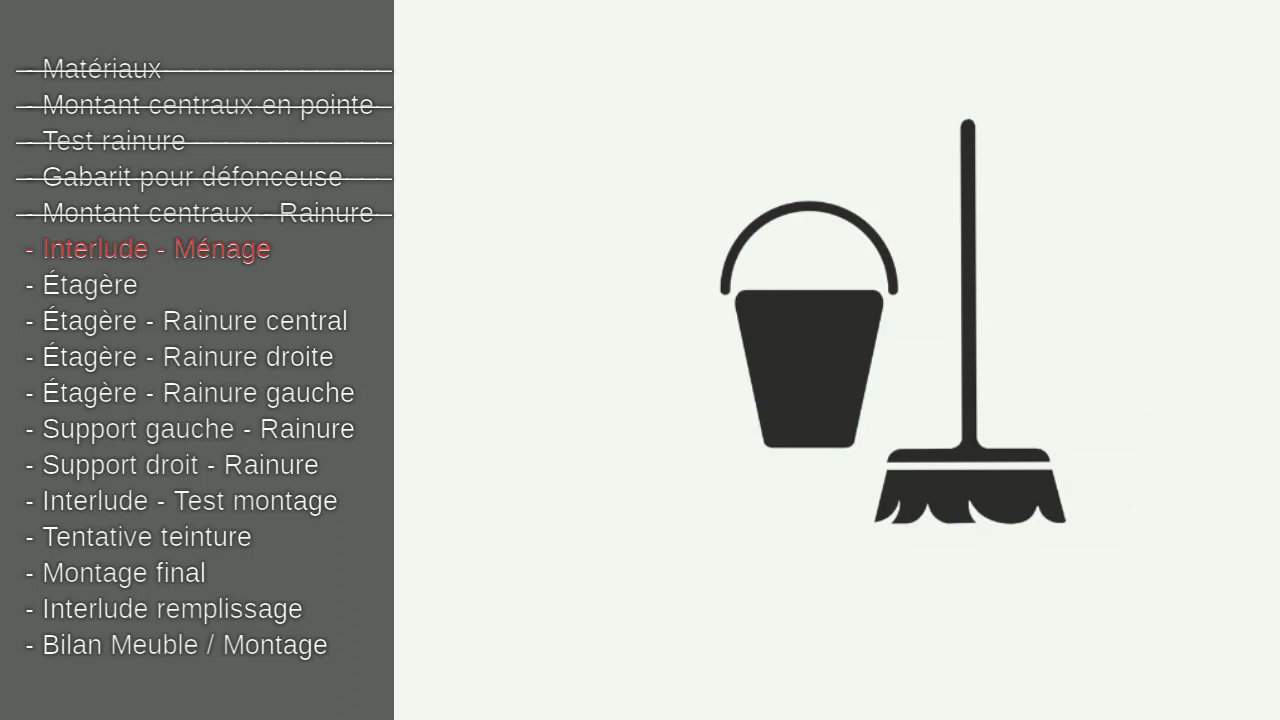 - Matériaux
- Montant centraux en pointe
- Test rainure
- Gabarit pour défonceuse
- Montant centraux - Rainure
- Interlude - Ménage
- Étagère
- Étagère - Rainure central
- Étagère - Rainure droite
- Étagère - Rainure gauche
- Support gauche - Rainure
- Support droit - Rainure
- Interlude - Test montage
- Tentative teinture
- Montage final
- Interlude remplissage
- Bilan Meuble / Montage